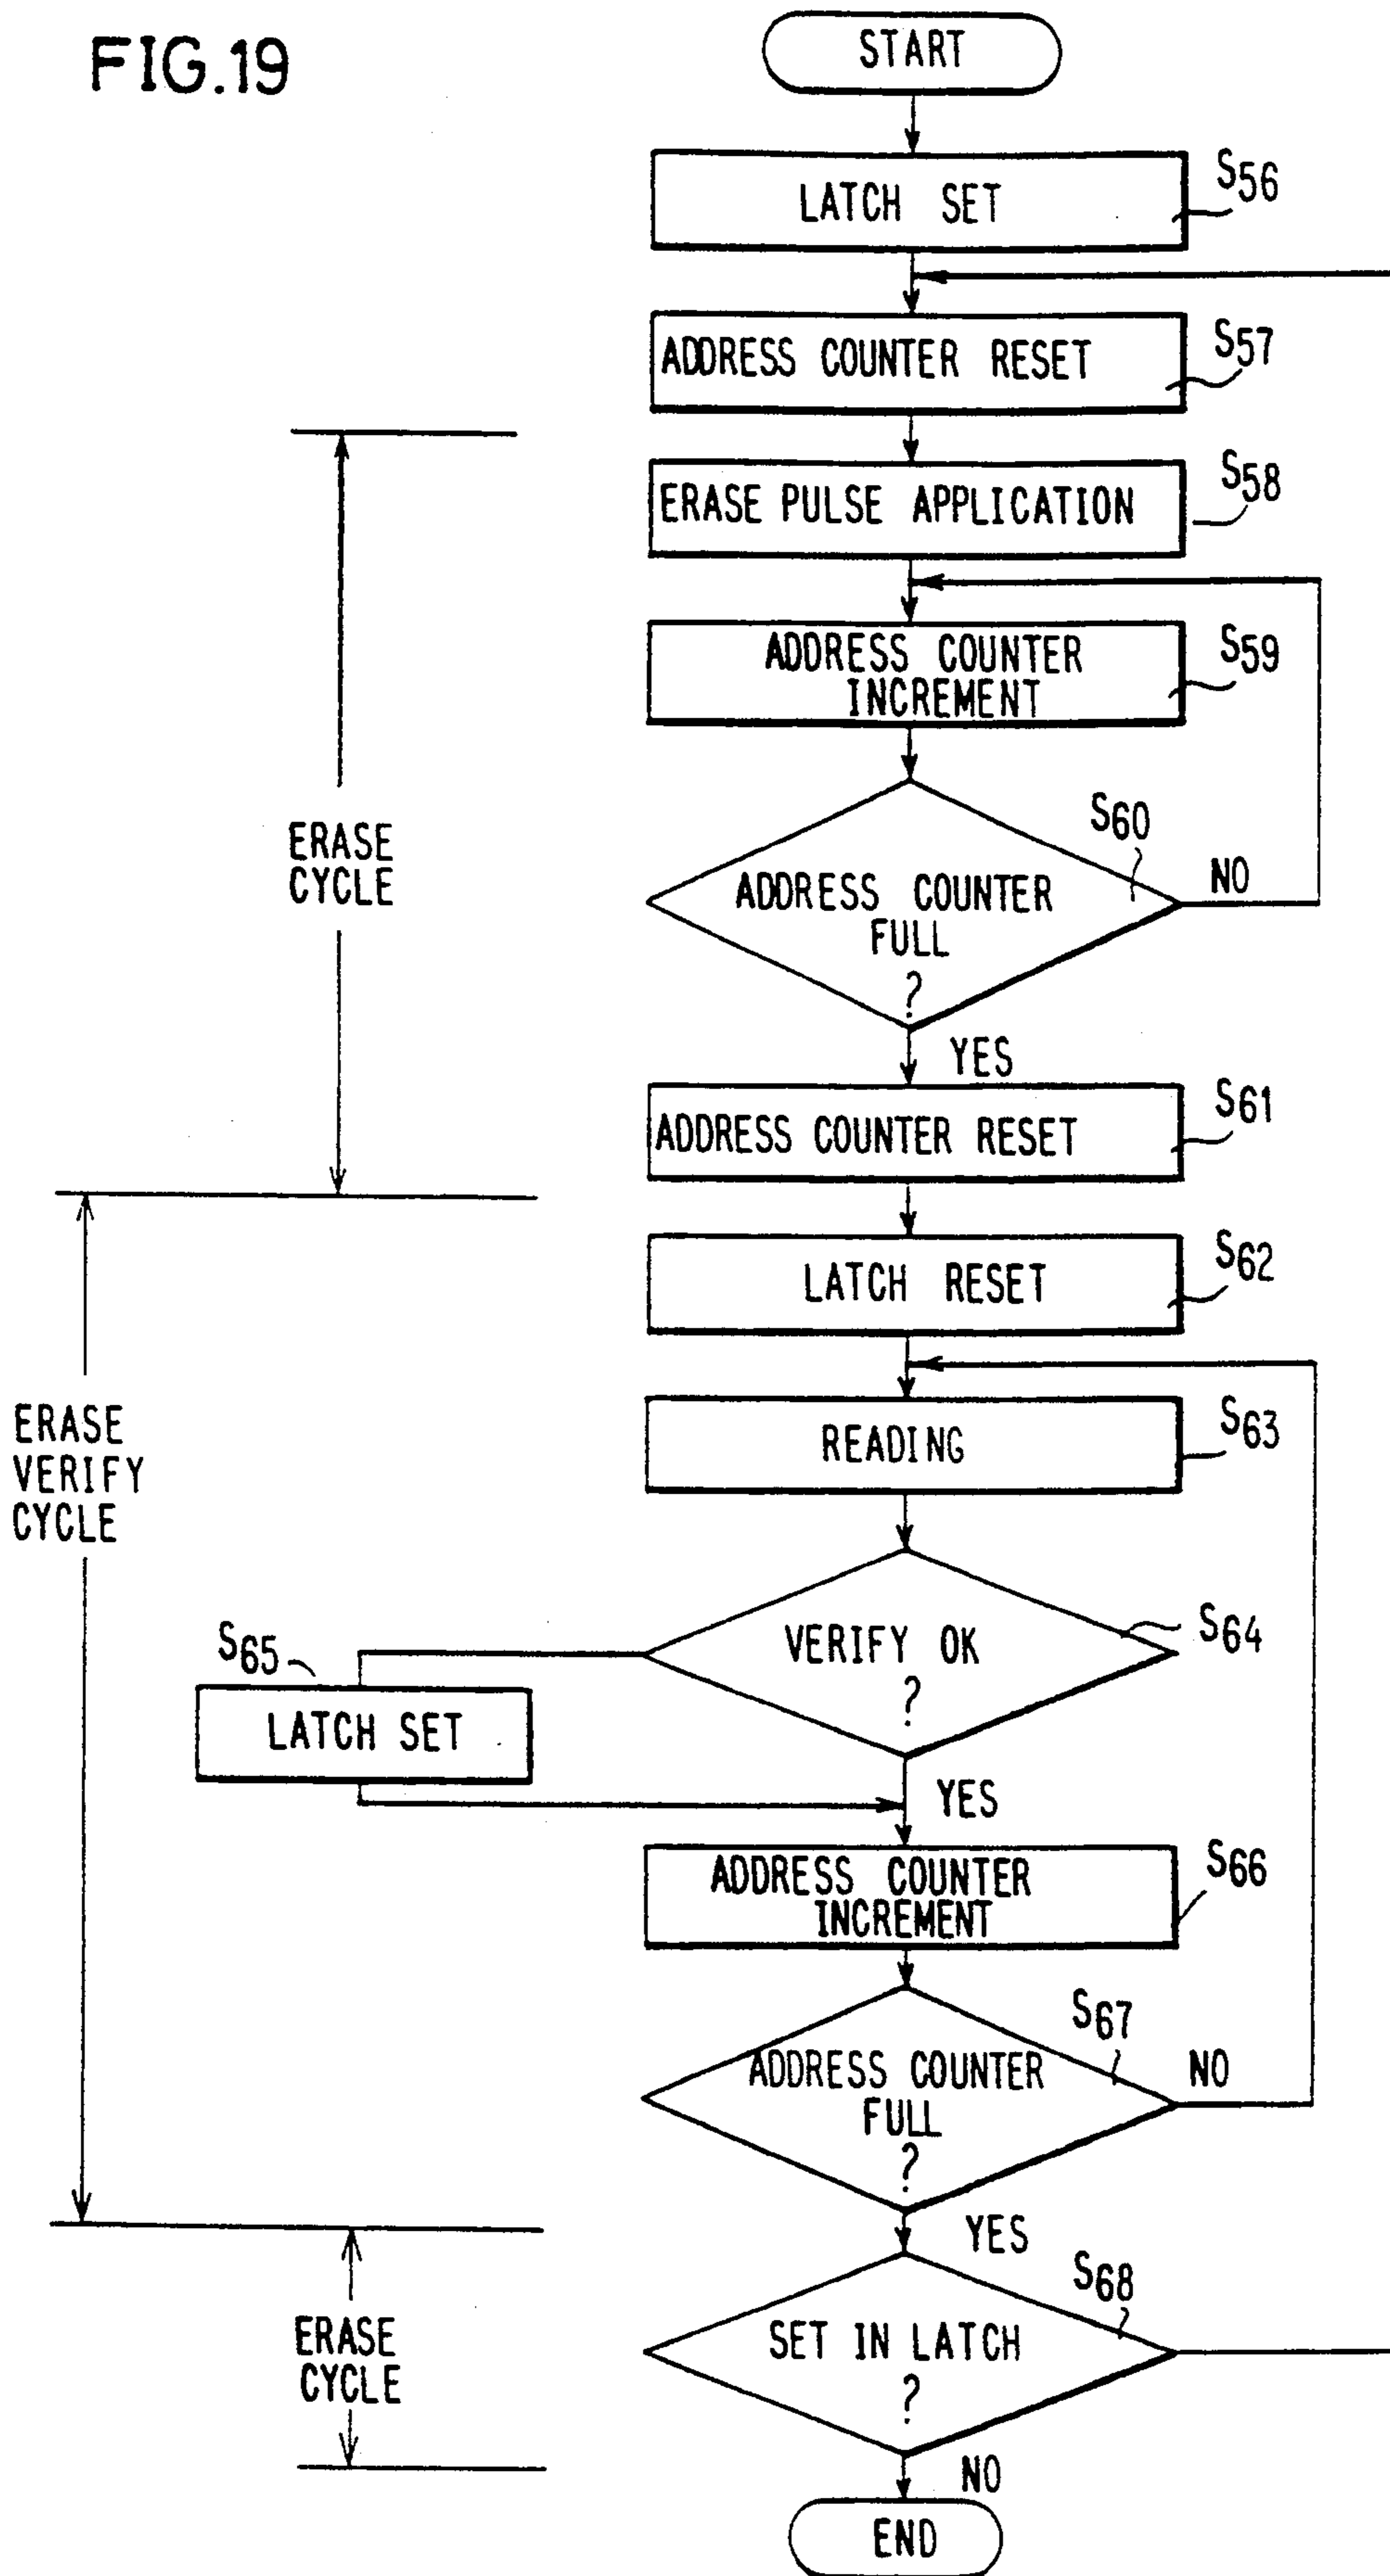 FIG.19
START
LATCH SET
S56
ADDRESS COUNTER RESET
S57
ERASE PULSE APPLICATION
S58
ADDRESS COUNTER
INCREMENT
S59
ERASE
CYCLE
S60
ADDRESS COUNTER
FULL
?
NO
YES
ADDRESS COUNTER RESET
S61
LATCH RESET
S62
ERASE
VERIFY
CYCLE
READING
S63
VERIFY OK
?
S64
S65
LATCH SET
YES
ADDRESS COUNTER
INCREMENT
S66
S67
ADDRESS COUNTER
FULL
?
NO
YES
ERASE
CYCLE
S68
SET IN LATCH
?
NO
END